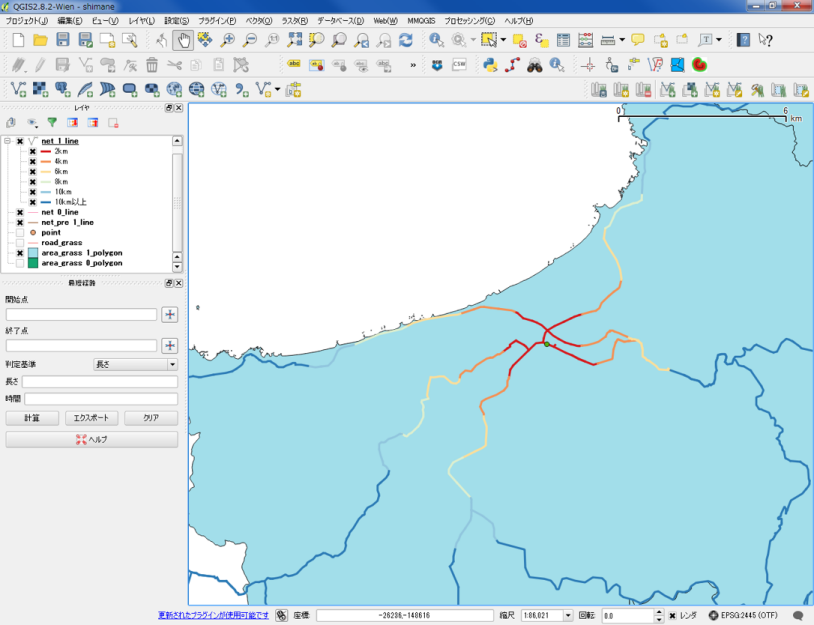 QGIS2.8.2-Wien - shimane
プロジェクト(J) 編集(E) ビュー(V) レイヤ(L) 設定(S) プラグイン(P) ベクタ(O) ラスタ(R) データベース(D) Web(W) MMQGIS プロセッシング(C) ヘルプ(H)
レイヤ
net_1_line
2km
4km
6km
8km
10km
10km以上
net_0_line
net_pre_1_line
point
road_grass
area_grass_1_polygon
area_grass_0_polygon
最短経路
開始点
終了点
判定基準 長さ
長さ
時間
計算 エクスポート クリア
ヘルプ
0 6
km
更新されたプラグインが使用可能です 座標: -26236,-148616 縮尺 1:86,021 回転: 0.0 レンダ EPSG:2445 (OTF)